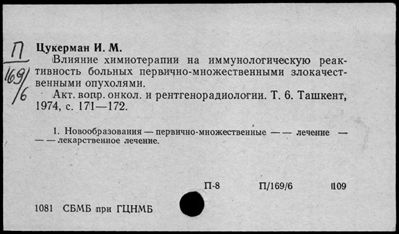 П
169/
6
Цукерман И. М.
Влияние химиотерапии на иммунологическую реак-
тивность больных первично-множественными злокачест-
венными опухолями.
Акт. вопр. онкол. и рентгенорадиологии. Т. 6. Ташкент,
1974, с. 171—172.
1. Новообразования — первично-множественные — — лечение —
— — лекарственное лечение.
П-8 П/169/6 1109
1081 СБМБ при ГЦНМБ